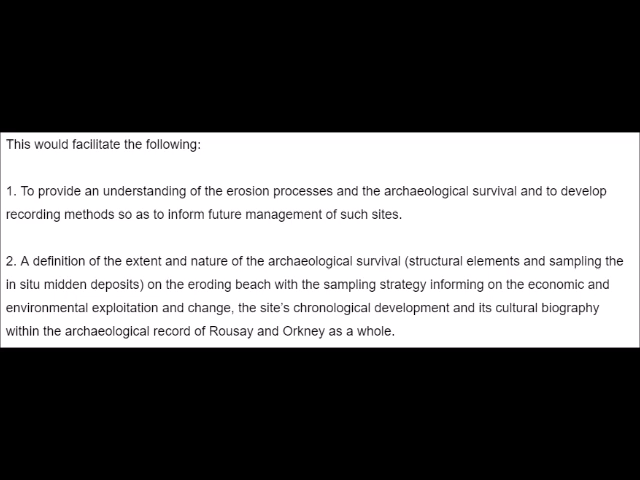 This would facilitate the following:
1. To provide an understanding of the erosion processes and the archaeological survival and to develop
recording methods so as to inform future management of such sites.
2. A definition of the extent and nature of the archaeological survival (structural elements and sampling the
in situ midden deposits) on the eroding beach with the sampling strategy informing on the economic and
environmental exploitation and change, the site's chronological development and its cultural biography
within the archaeological record of Rousay and Orkney as a whole.